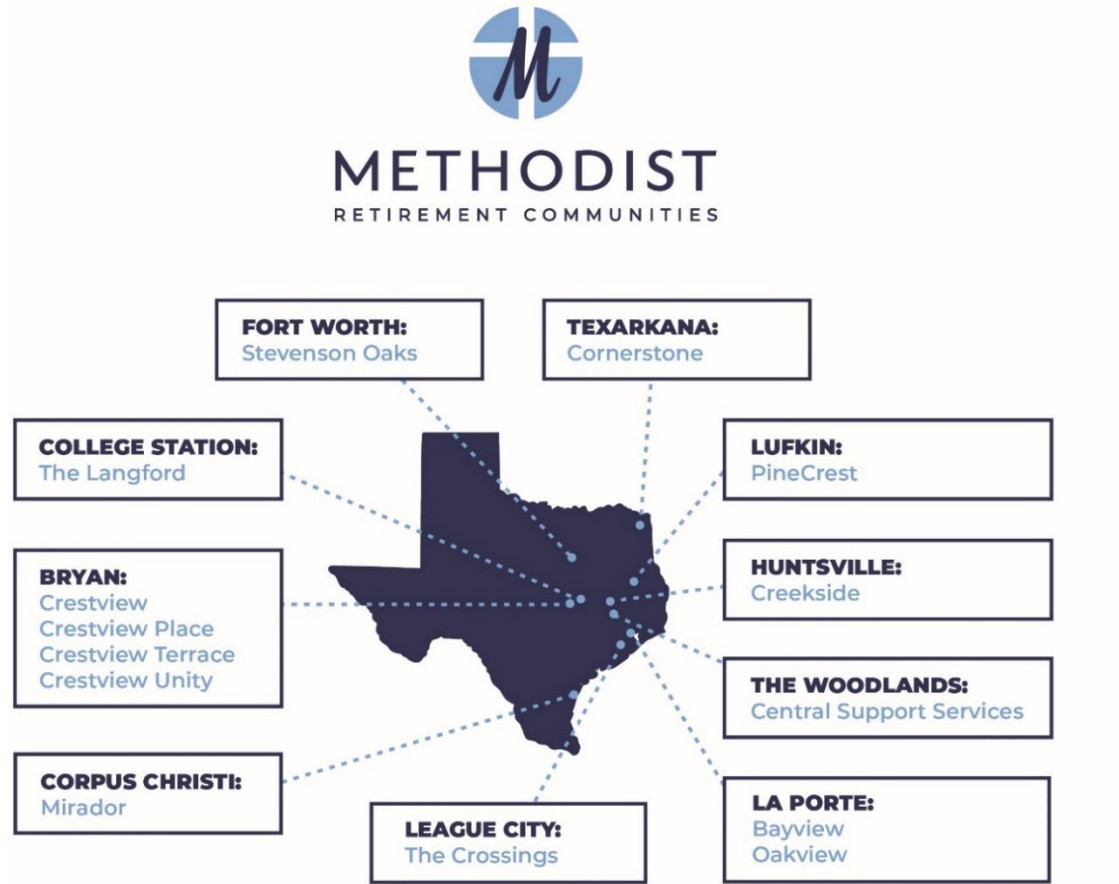 M
METHODIST
RETIREMENT COMMUNITIES
FORT WORTH:
Stevenson Oaks
TEXARKANA:
Cornerstone
COLLEGE STATION:
The Langford
LUFKIN:
PineCrest
BRYAN:
Crestview
Crestview Place
Crestview Terrace
Crestview Unity
HUNTSVILLE:
Creekside
THE WOODLANDS:
Central Support Services
CORPUS CHRISTI:
Mirador
LEAGUE CITY:
The Crossings
LA PORTE:
Bayview
Oakview